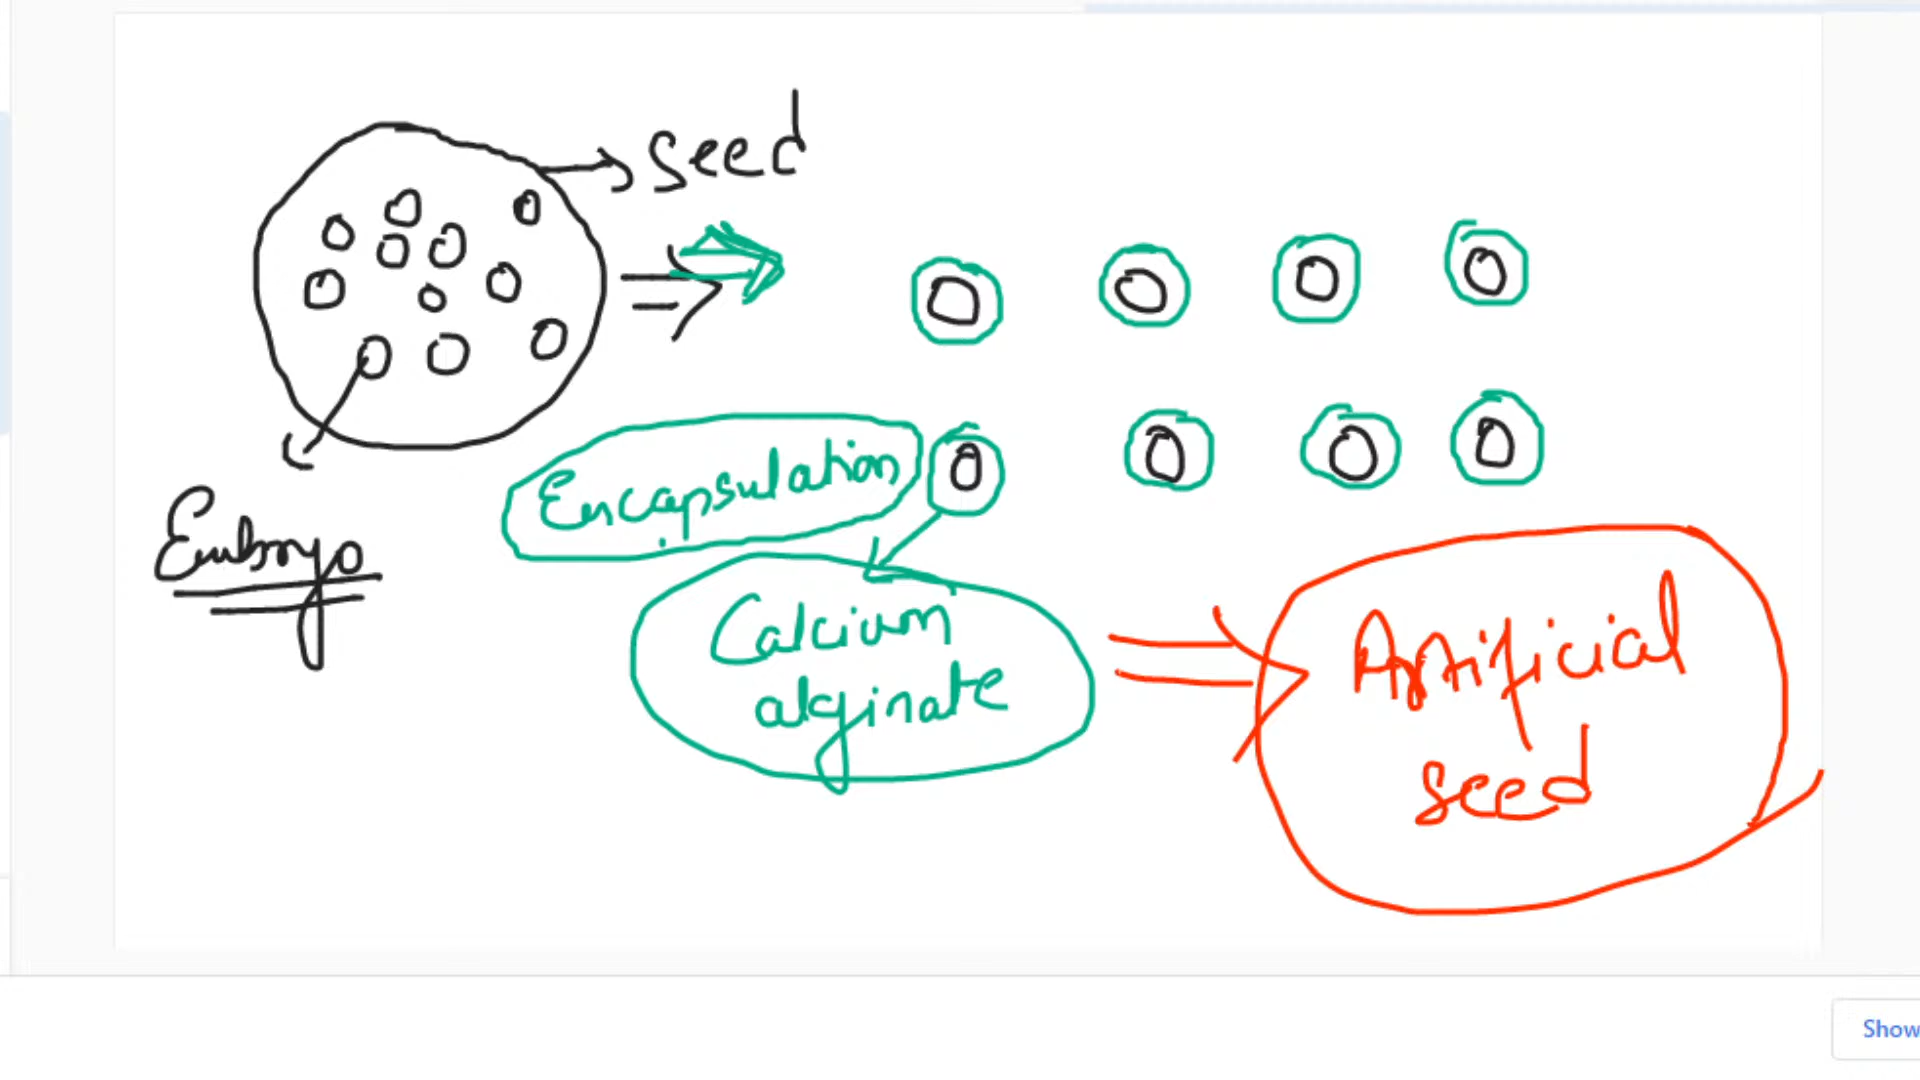 seed
Embryo
Encapsulation
Calcium
alginate
Artificial
seed
Show